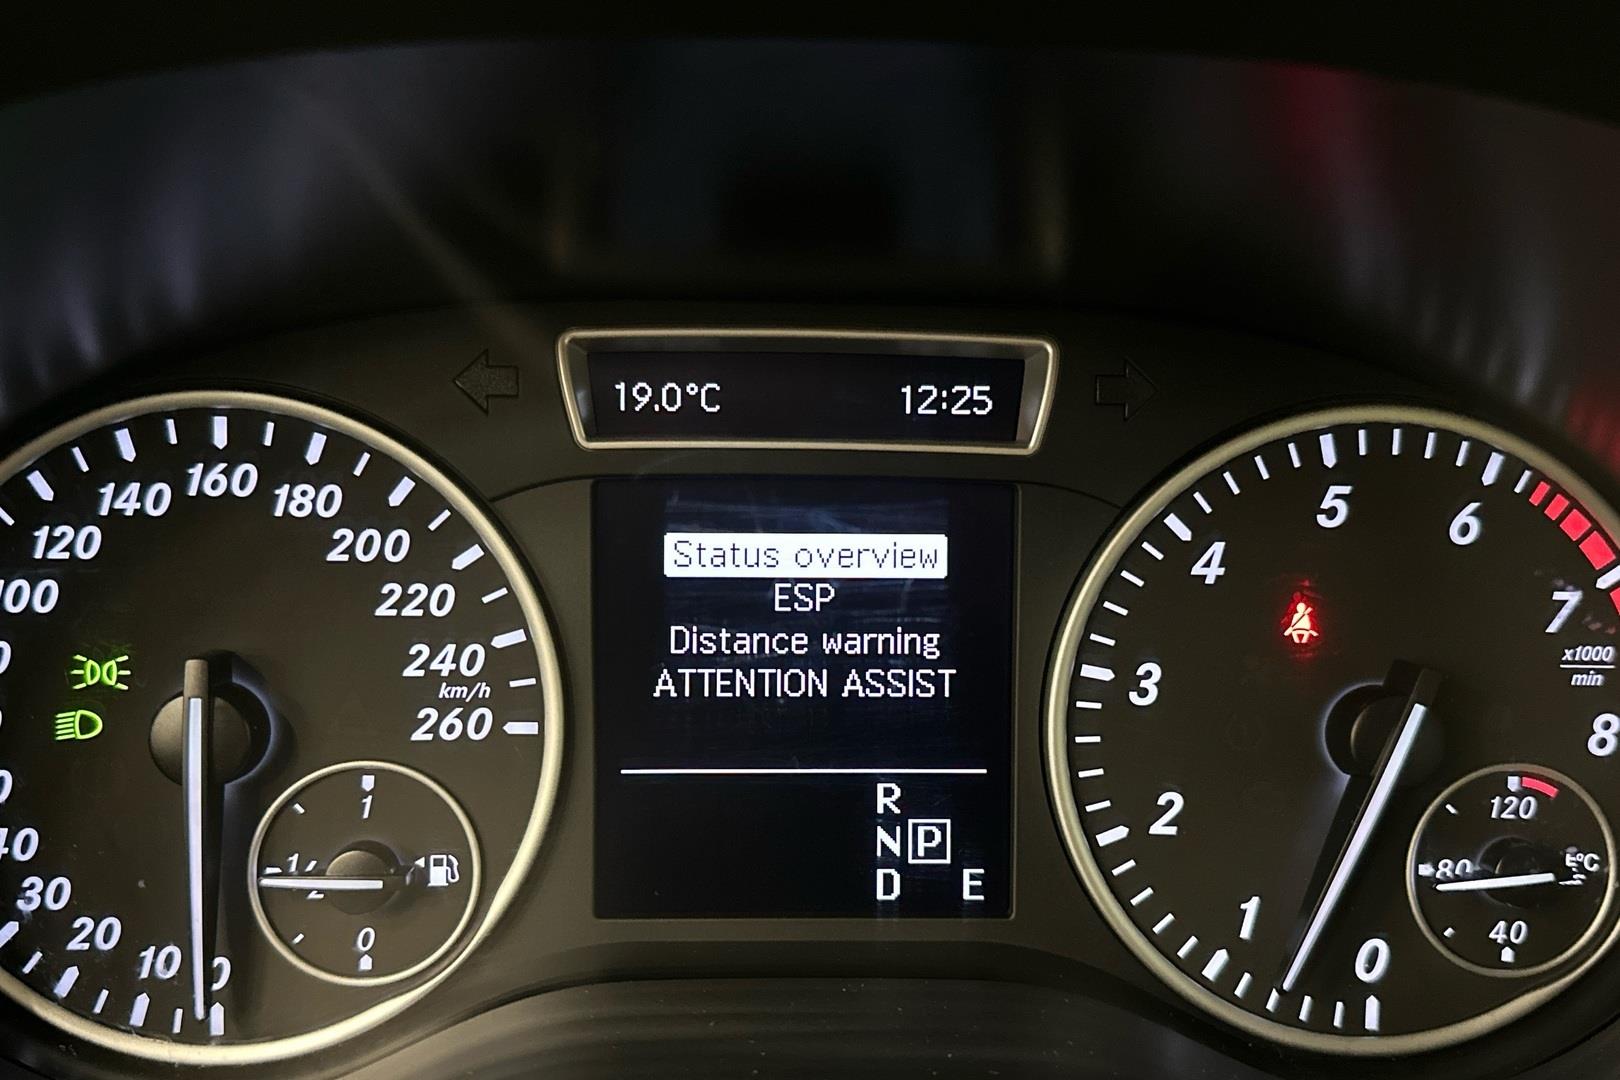 19.0°C 12:25
Status overview
ESP
Distance warning
ATTENTION ASSIST
R
N P
D E
10
20
30
120
140
160
180
200
220
240
km/h
260
1
0
0
1
2
3
4
5
6
7
8
x1000
min
120
80
°C
40